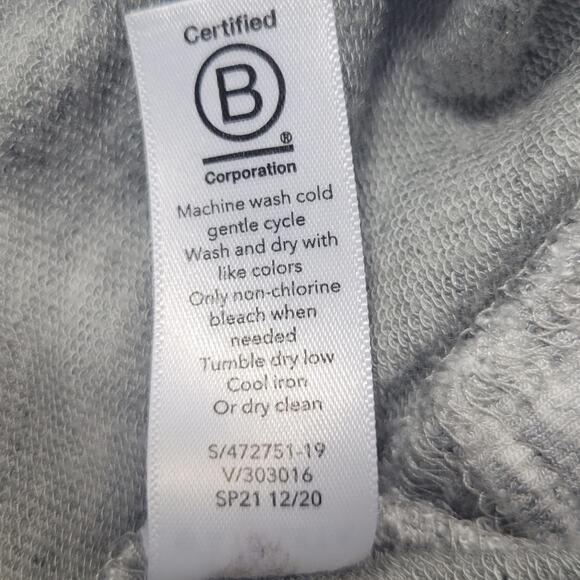 Certified
B
®
Corporation
Machine wash cold
gentle cycle
Wash and dry with
like colors
Only non-chlorine
bleach when
needed
Tumble dry low
Cool iron
Or dry clean
S/472751-19
V/303016
SP21 12/20